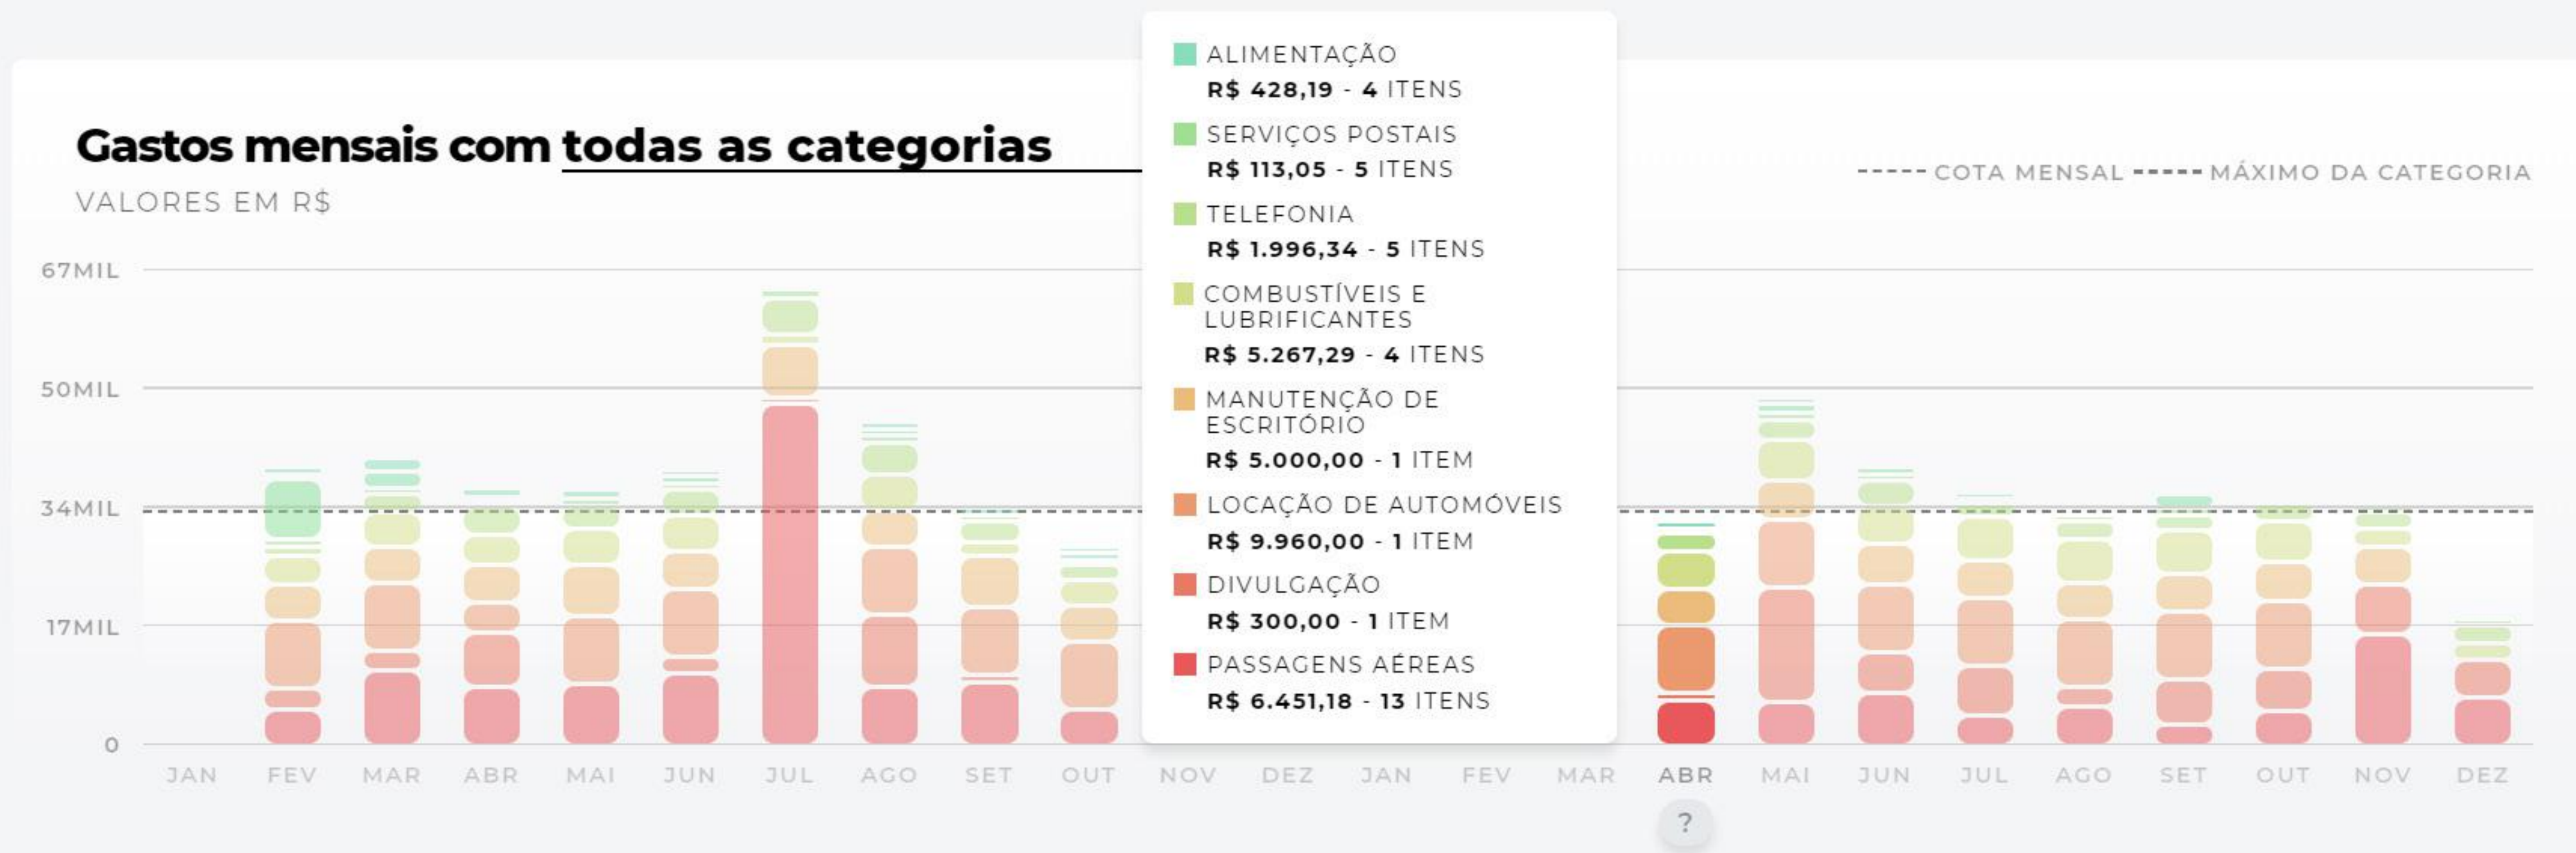 Gastos mensais com todas as categorias
VALORES EM R$
ALIMENTAÇÃO
R$ 428,19 - 4 ITENS
SERVIÇOS POSTAIS
R$ 113,05 - 5 ITENS
TELEFONIA
R$ 1.996,34 - 5 ITENS
COMBUSTÍVEIS E
LUBRIFICANTES
R$ 5.267,29 - 4 ITENS
MANUTENÇÃO DE
ESCRITÓRIO
R$ 5.000,00 - 1 ITEM
LOCAÇÃO DE AUTOMÓVEIS
R$ 9.960,00 - 1 ITEM
DIVULGAÇÃO
R$ 300,00 - 1 ITEM
PASSAGENS AÉREAS
R$ 6.451,18 - 13 ITENS
COTA MENSAL MÁXIMO DA CATEGORIA
67MIL
50MIL
34MIL
17MIL
0
JAN FEV MAR ABR MAI JUN JUL AGO SET OUT NOV DEZ JAN FEV MAR ABR MAI JUN JUL AGO SET OUT NOV DEZ
?